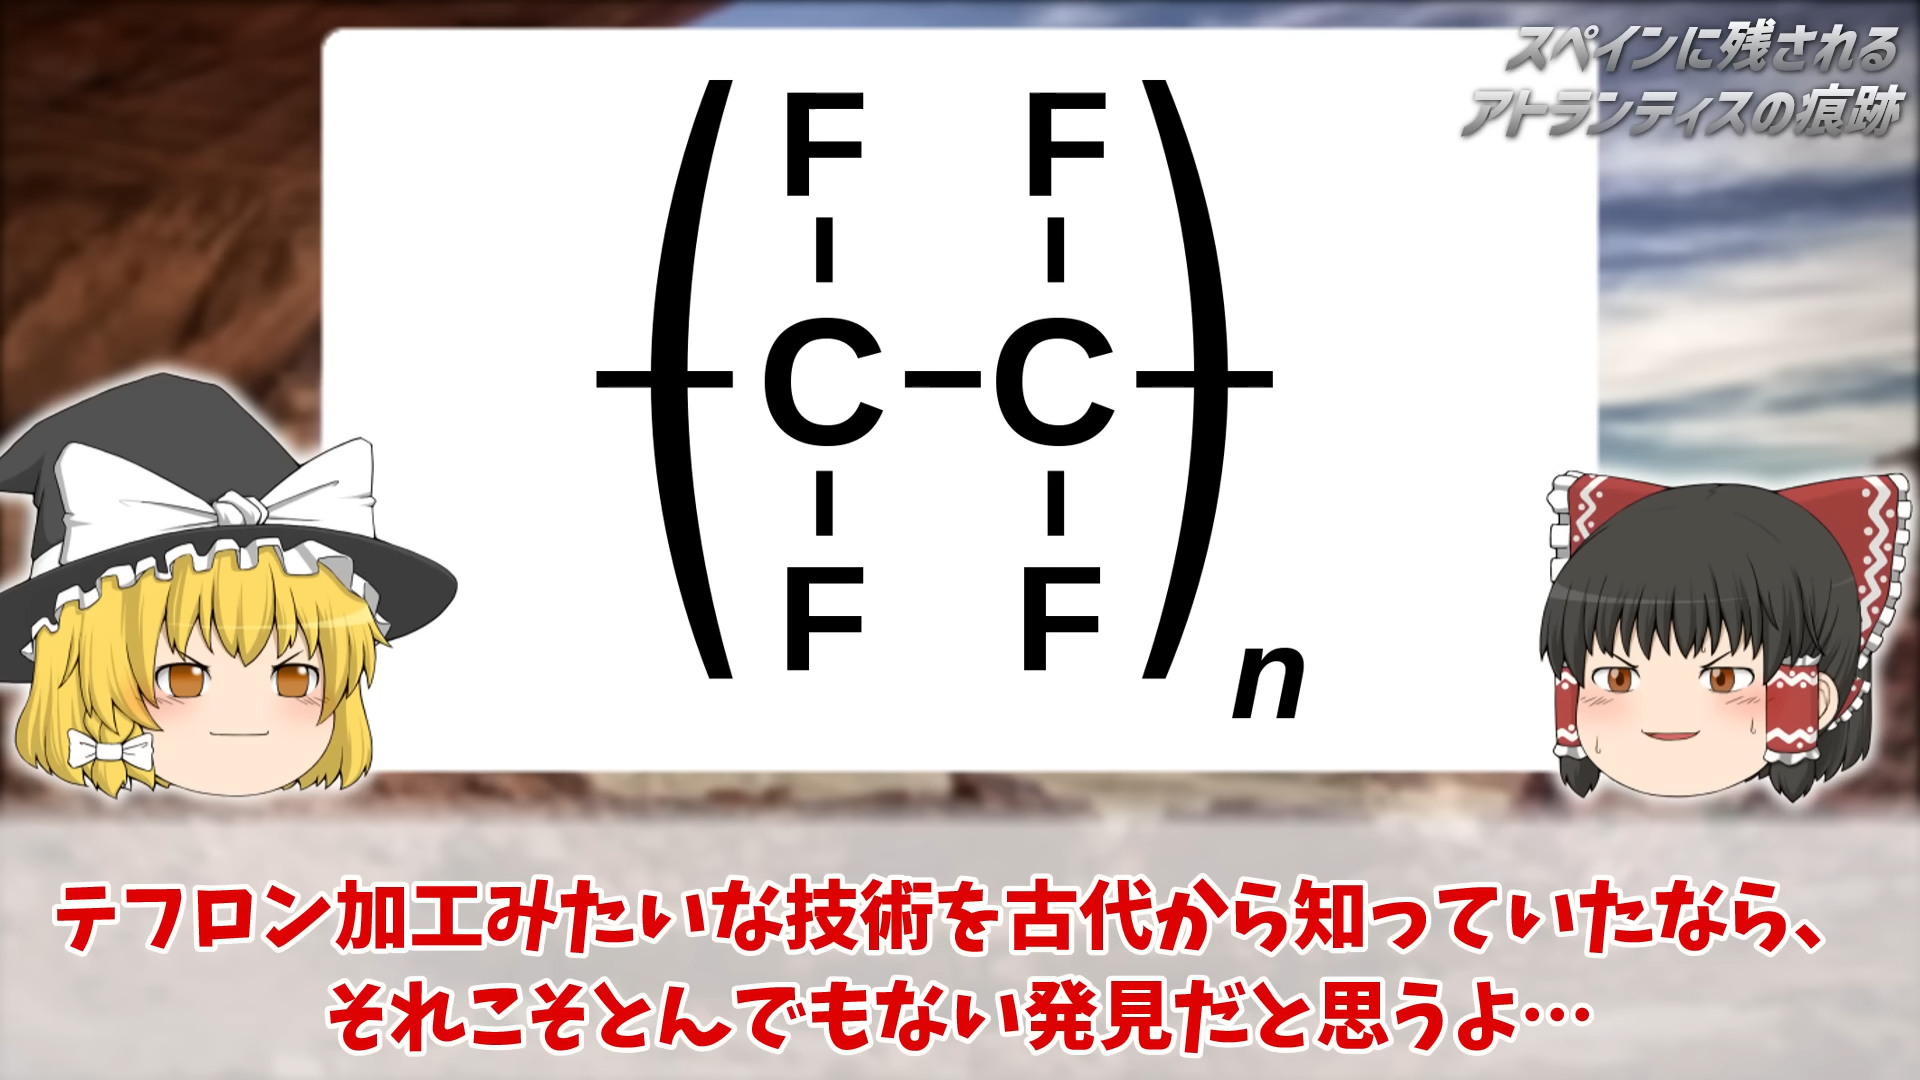 スペインに残される
アトランティスの痕跡
F F
C C
F F
n
テフロン加工みたいな技術を古代から知っていたなら、
それこそとんでもない発見だと思うよ…